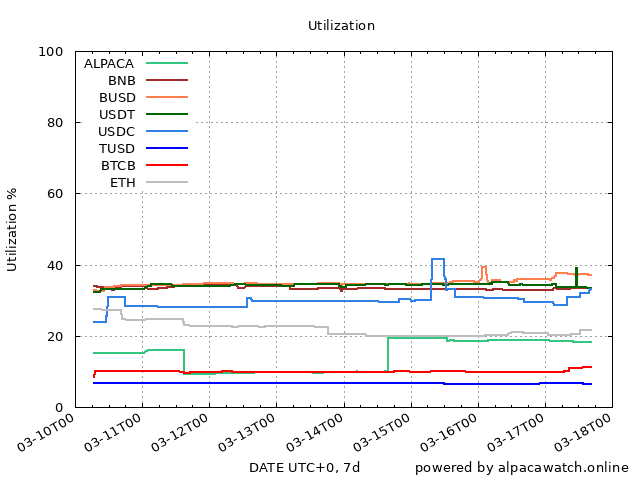 Utilization
100
80
60
40
20
0
Utilization %
ALPACA
BNB
BUSD
USDT
USDC
TUSD
BTCB
ETH
03-10T00 03-11T00 03-12T00 03-13T00 03-14T00 03-15T00 03-16T00 03-17T00 03-18T00
DATE UTC+0, 7d powered by alpacawatch.online